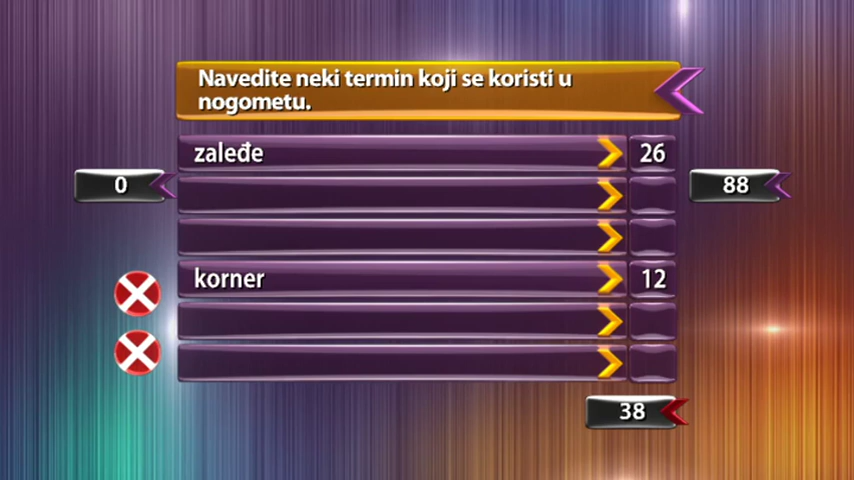 Navedite neki termin koji se koristi u
nogometu.
zaleđe 26
0
88
korner 12
38